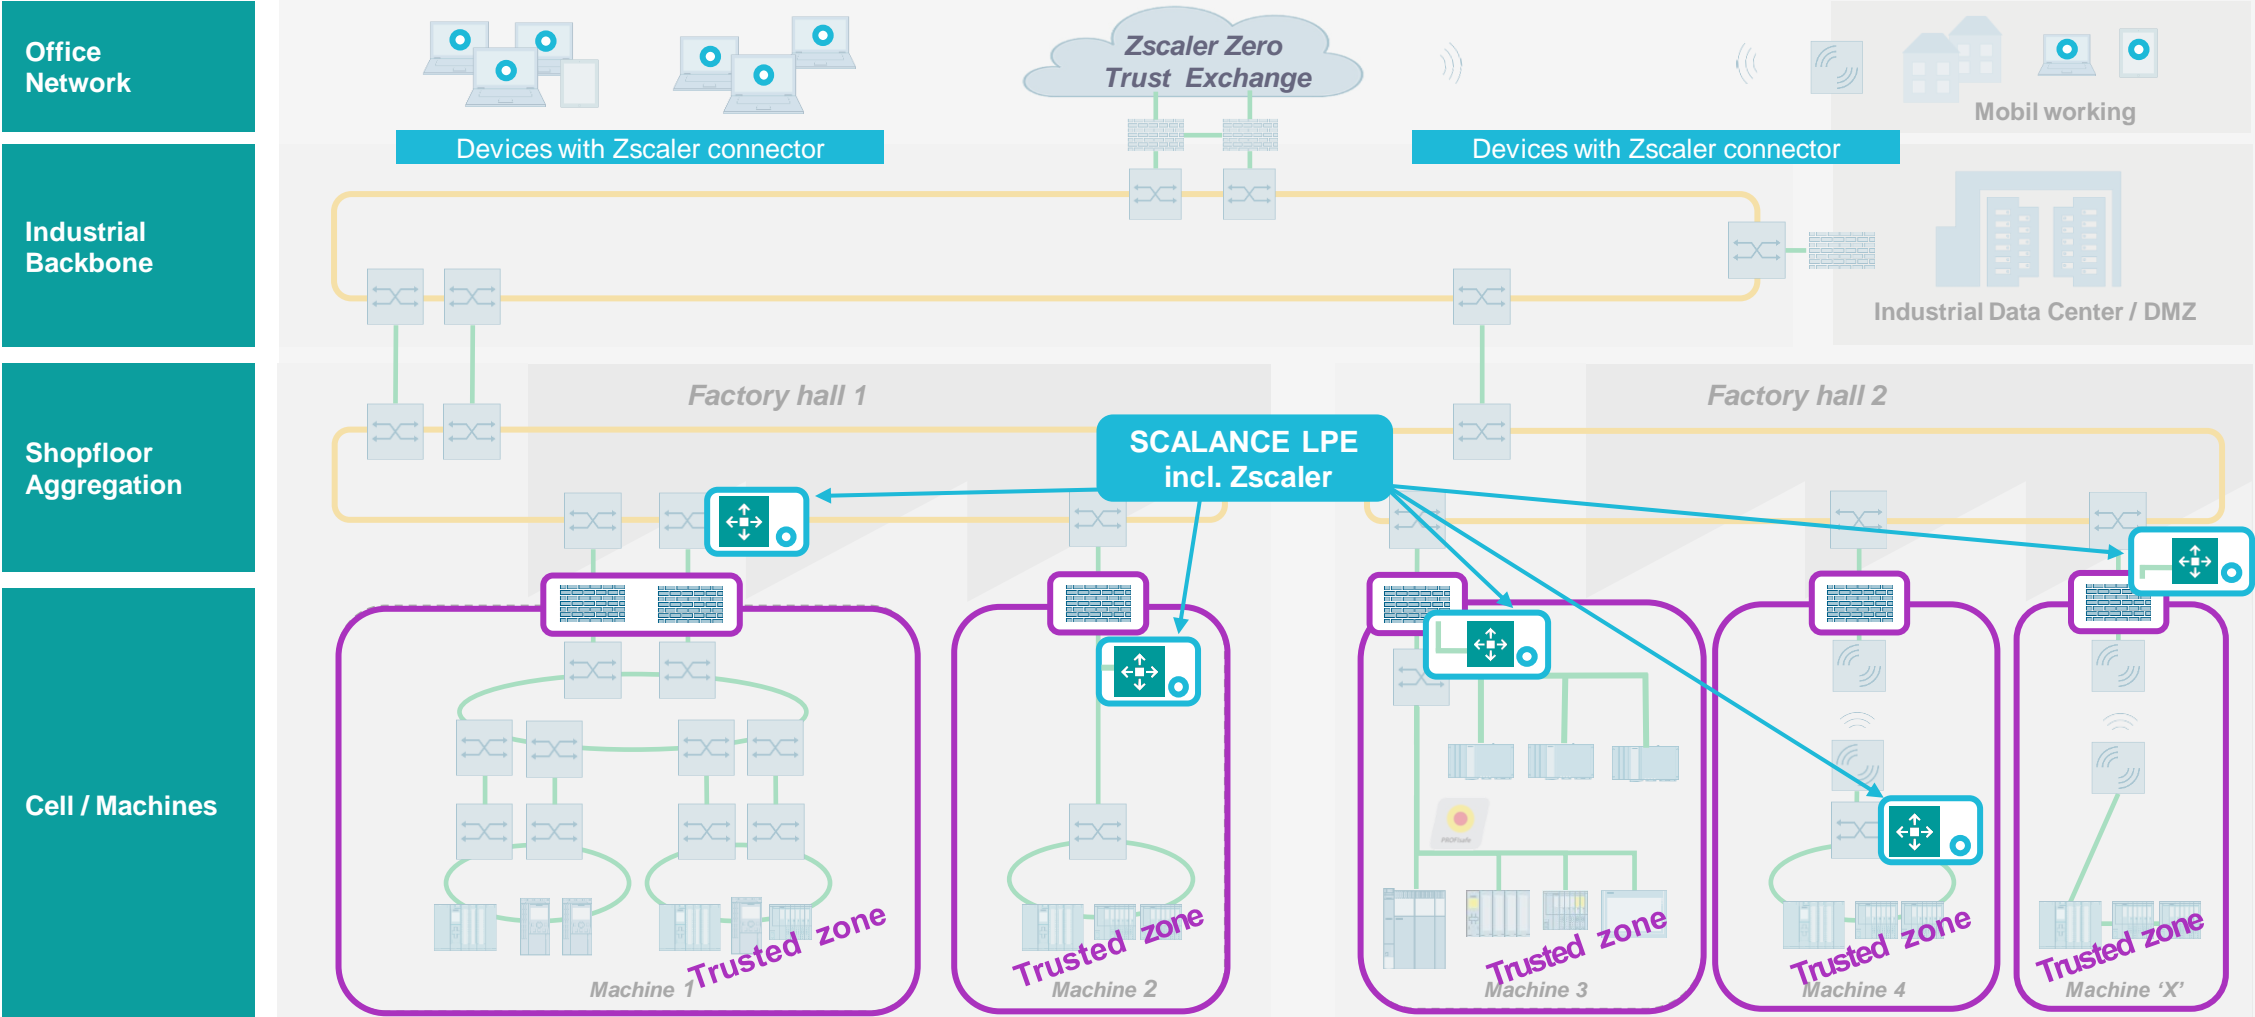 Office
Network
Zscaler Zero
Trust Exchange
Mobil working
Devices with Zscaler connector
Devices with Zscaler connector
Industrial
Backbone
Industrial Data Center / DMZ
Factory hall 1
Factory hall 2
Shopfloor
Aggregation
SCALANCE LPE
incl. Zscaler
Cell / Machines
PROFIsafe
Trusted zone
Trusted zone
Trusted zone
Trusted zone
Trusted zone
Machine 1
Machine 2
Machine 3
Machine 4
Machine ‘X’